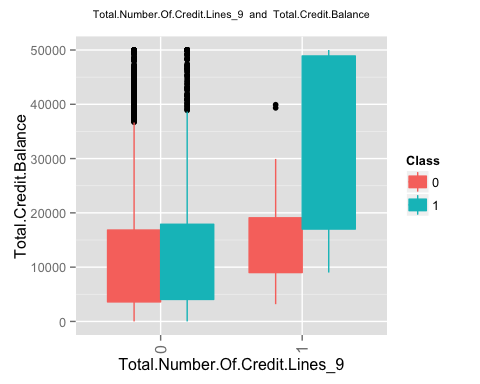 Total.Number.Of.Credit.Lines_9 and Total.Credit.Balance
50000
40000
30000
20000
10000
0
Total.Credit.Balance
0
1
Total.Number.Of.Credit.Lines_9
Class
0
1